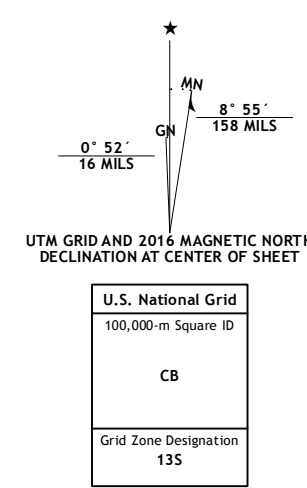 MN
8° 55´
158 MILS
GN
0° 52´
16 MILS
UTM GRID AND 2016 MAGNETIC NORTH
DECLINATION AT CENTER OF SHEET
U.S. National Grid
100,000-m Square ID
CB
Grid Zone Designation
13S